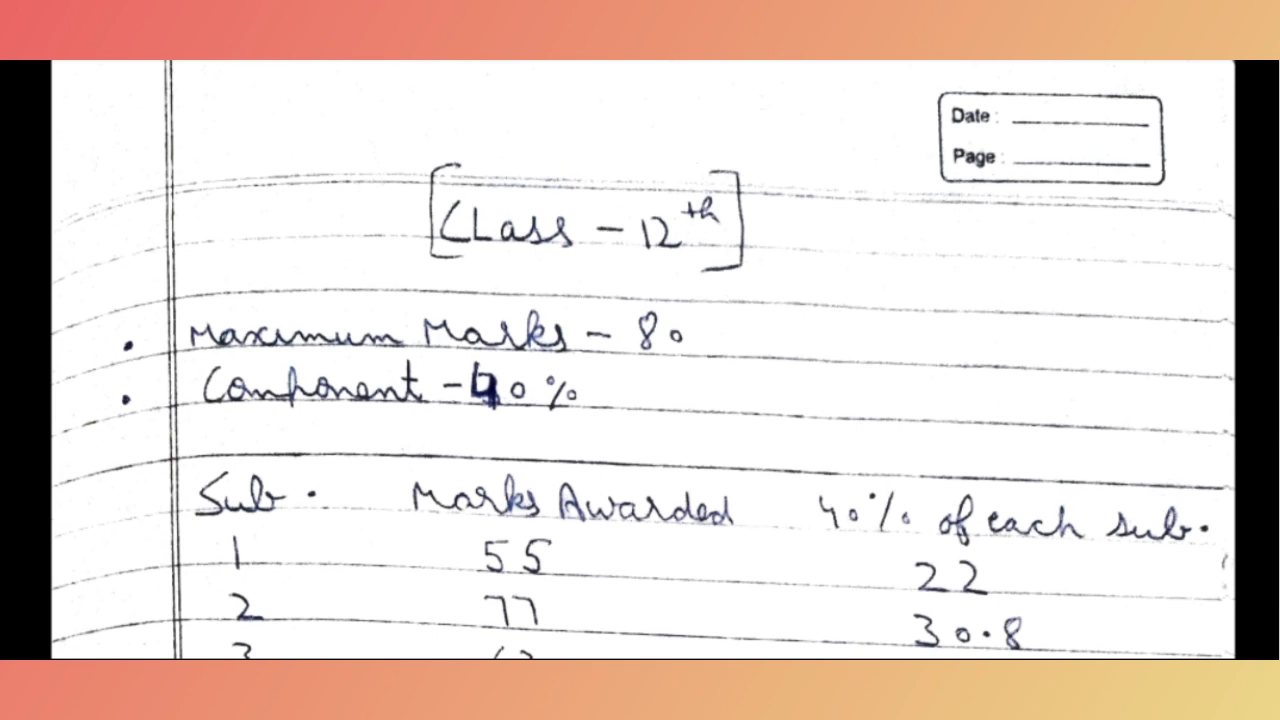 Date :
Page :
[Class - 12th]
• Maximum Marks - 80
• Component - 40%
Sub. Marks Awarded 40% of each sub.
1 55 22
2 77 30.8
3